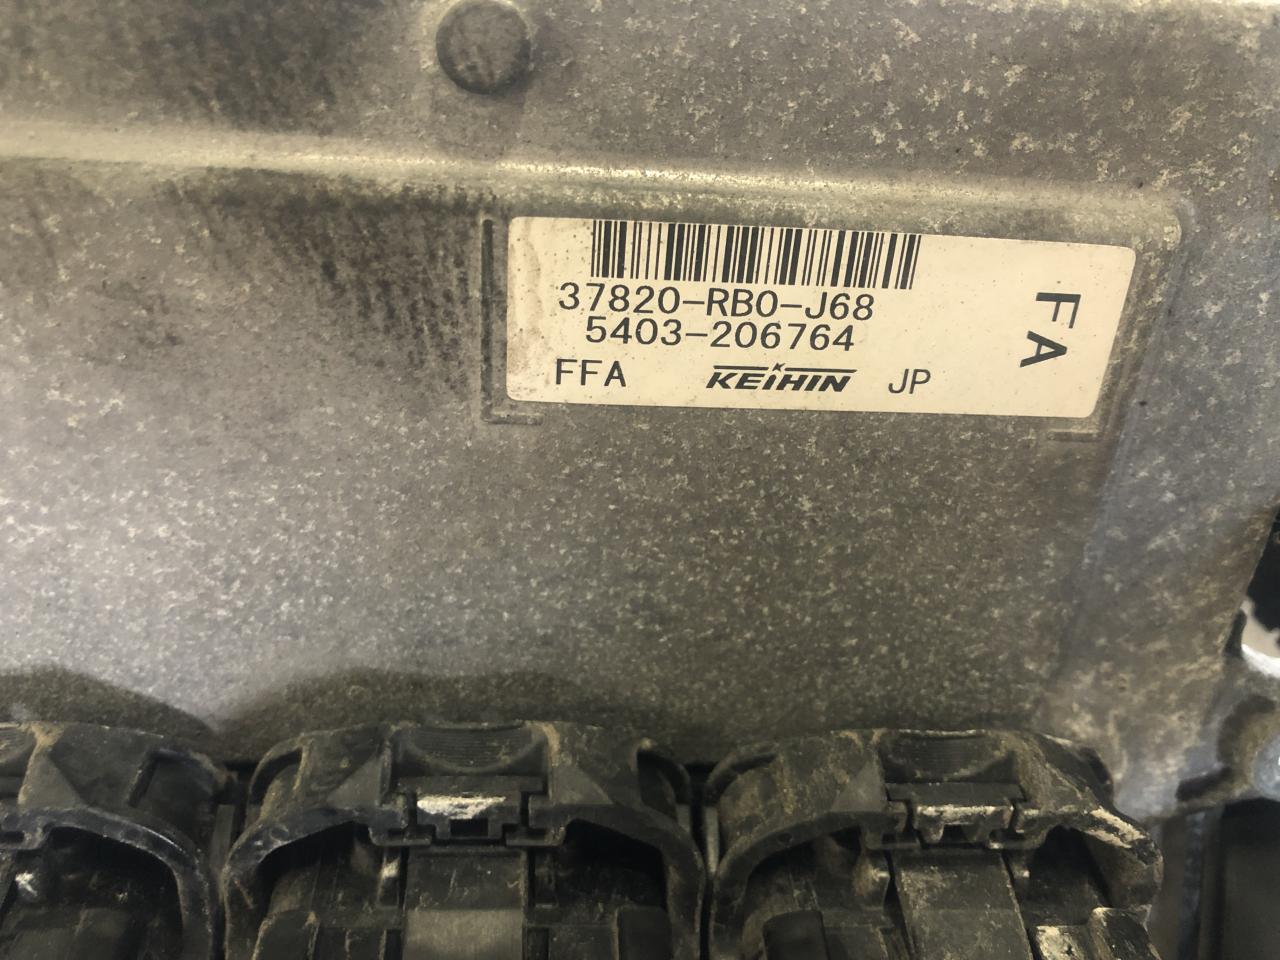 37820-RB0-J68
5403-206764
FFA KEIHIN JP
FA